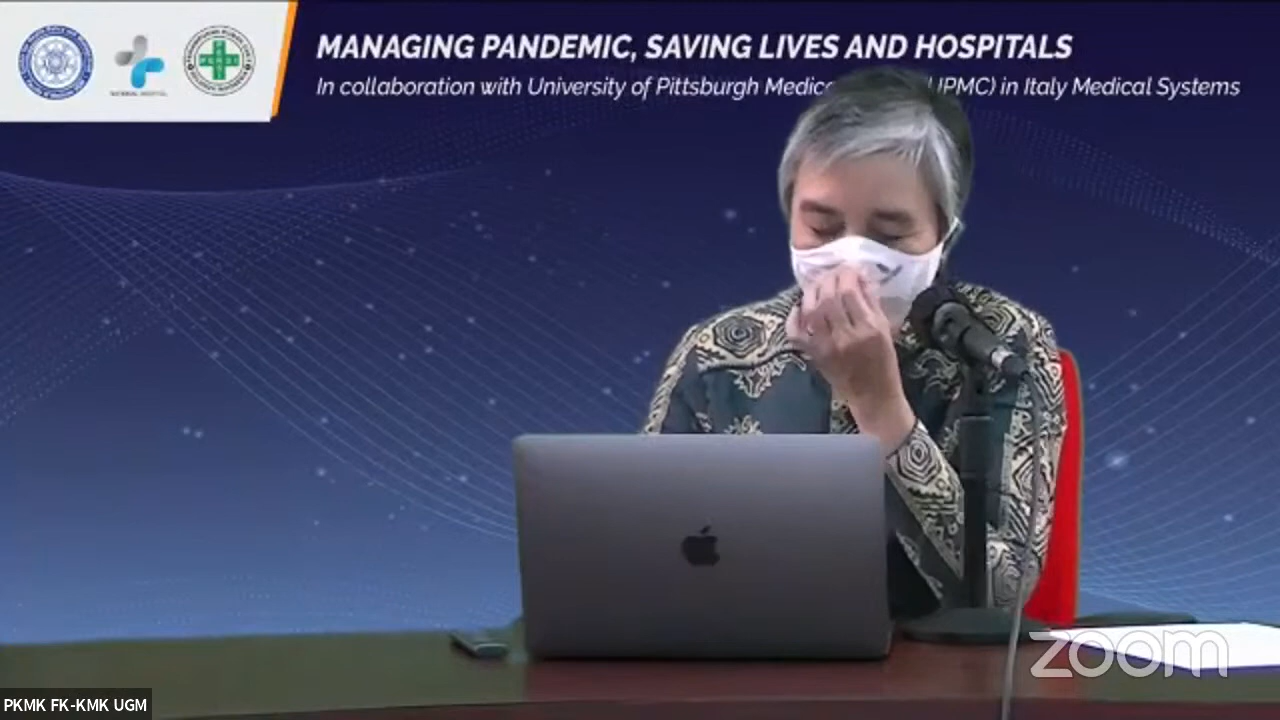 MANAGING PANDEMIC, SAVING LIVES AND HOSPITALS
In collaboration with University of Pittsburgh Medic UPMC) in Italy Medical Systems
PERSI
zoom
PKMK FK-KMK UGM